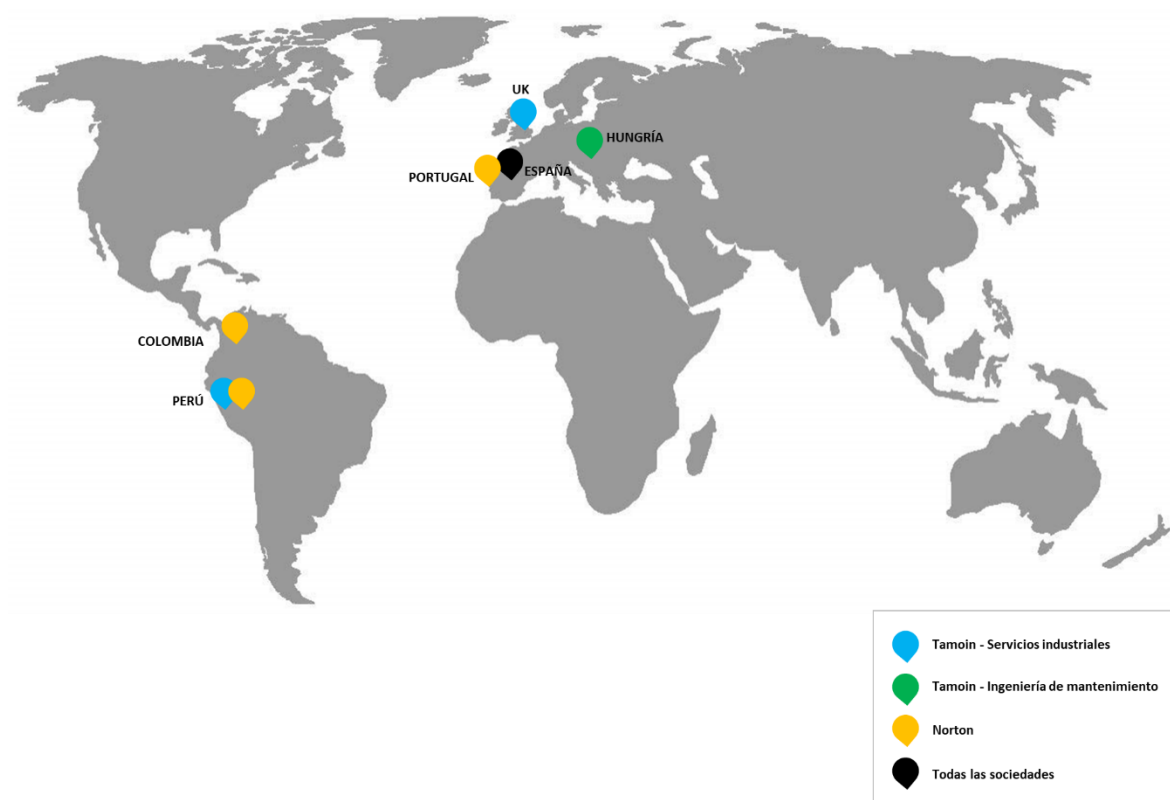 UK
HUNGRÍA
PORTUGAL
ESPAÑA
COLOMBIA
PERÚ
Tamoin - Servicios industriales
Tamoin - Ingeniería de mantenimiento
Norton
Todas las sociedades